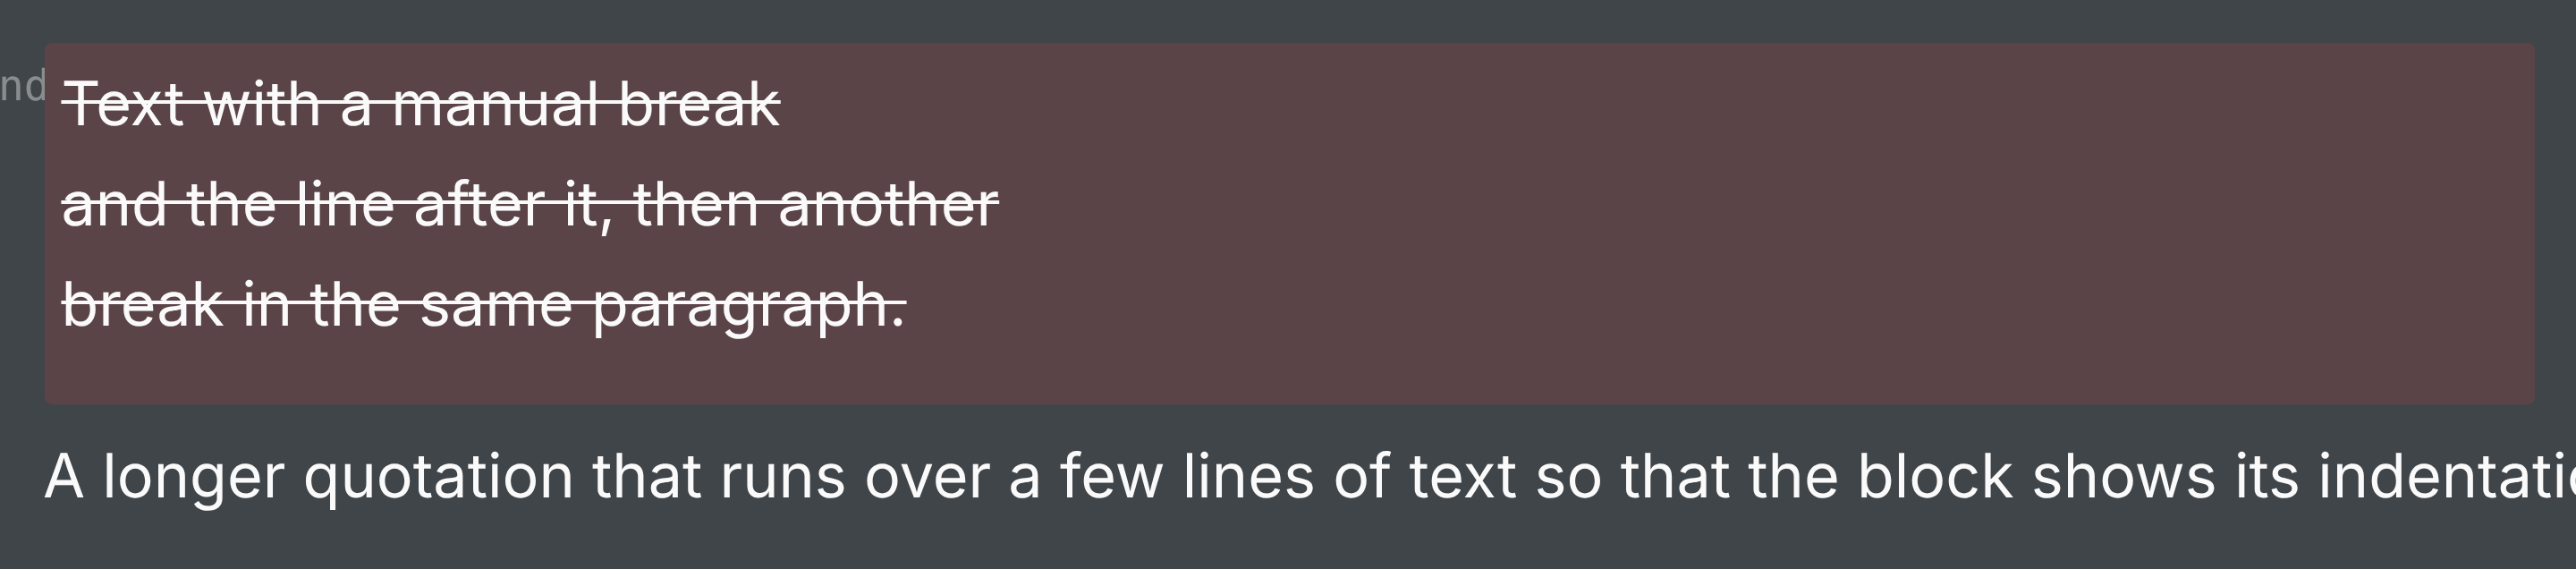 Text with a manual break
and the line after it, then another
break in the same paragraph.
A longer quotation that runs over a few lines of text so that the block shows its